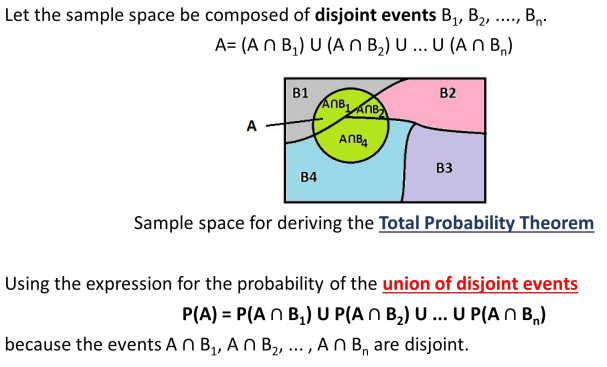 Let the sample space be composed of disjoint events B₁, B₂, ...., Bₙ.
A= (A ∩ B₁) U (A ∩ B₂) U ... U (A ∩ Bₙ)
B1
B2
A∩B₁
A∩B₂
A
A∩B₄
B3
B4
Sample space for deriving the Total Probability Theorem
Using the expression for the probability of the union of disjoint events
P(A) = P(A ∩ B₁) U P(A ∩ B₂) U ... U P(A ∩ Bₙ)
because the events A ∩ B₁, A ∩ B₂, ... , A ∩ Bₙ are disjoint.